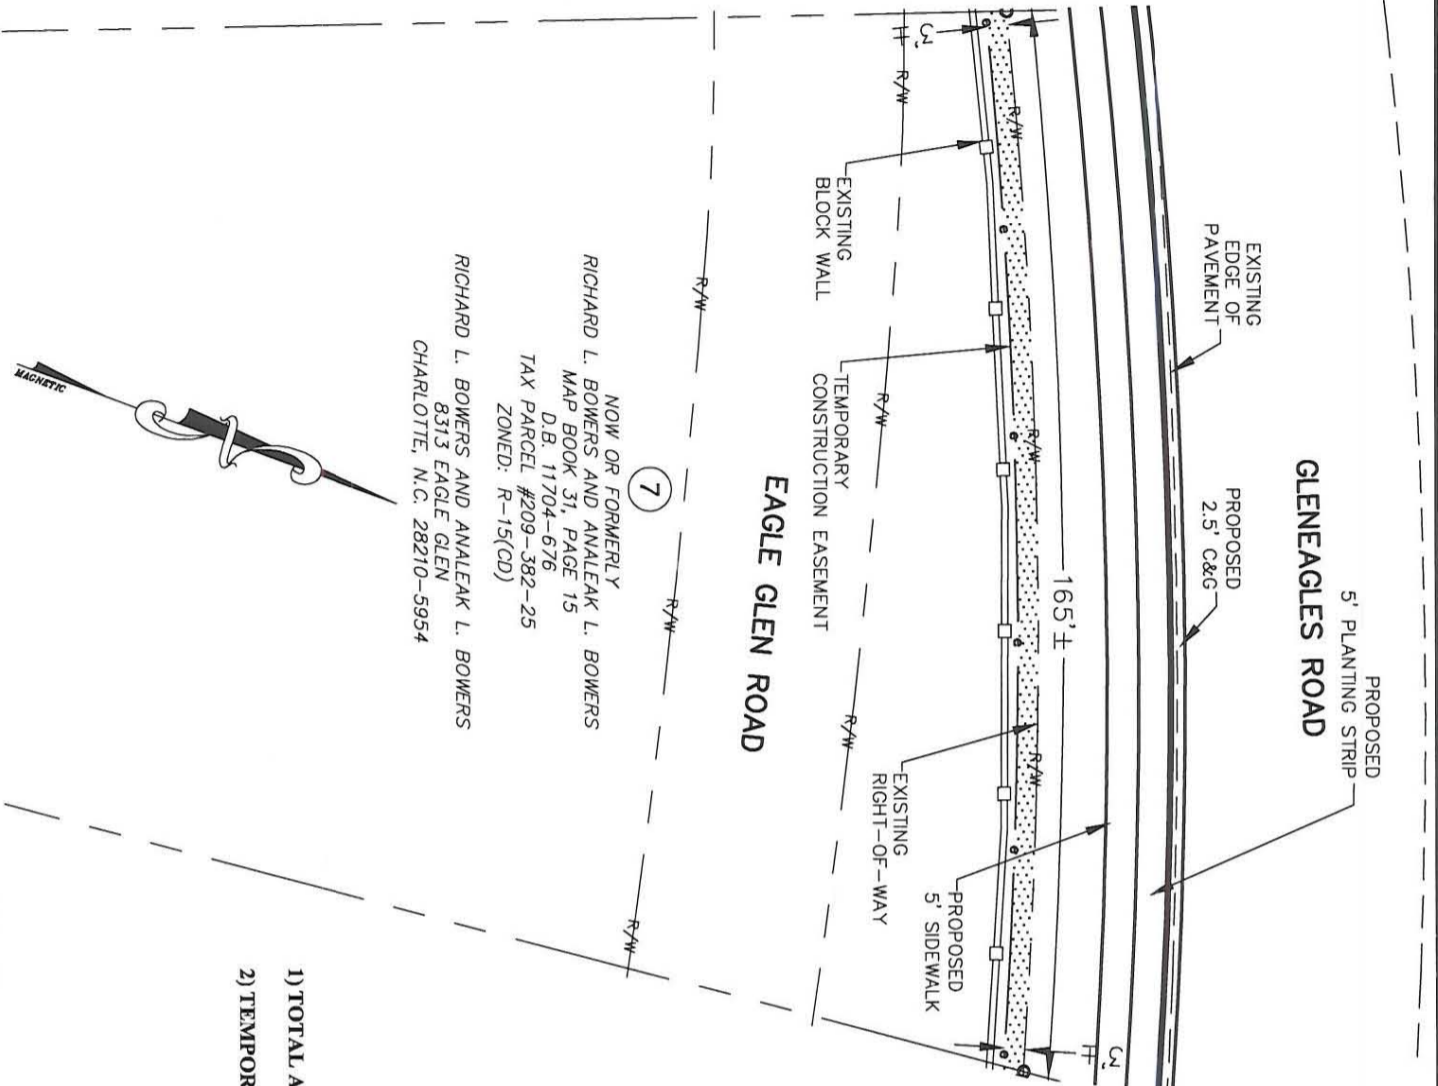 PROPOSED
5' PLANTING STRIP
GLENEAGLES ROAD
EXISTING
EDGE OF
PAVEMENT
PROPOSED
2.5' C&G
165'±
3'±
3'±
R/W
R/W
R/W
EXISTING
BLOCK WALL
TEMPORARY
CONSTRUCTION EASEMENT
EXISTING
RIGHT-OF-WAY
PROPOSED
5' SIDEWALK
R/W
R/W
R/W
EAGLE GLEN ROAD
R/W
R/W
R/W
7
NOW OR FORMERLY
RICHARD L. BOWERS AND ANALEAK L. BOWERS
MAP BOOK 31, PAGE 15
D.B. 11704-676
TAX PARCEL #209-382-25
ZONED: R-15(CD)
RICHARD L. BOWERS AND ANALEAK L. BOWERS
8313 EAGLE GLEN
CHARLOTTE, N.C. 28210-5954
MAGNETIC
N
e
e
e
e
e
e
1) TOTAL A
2) TEMPOR